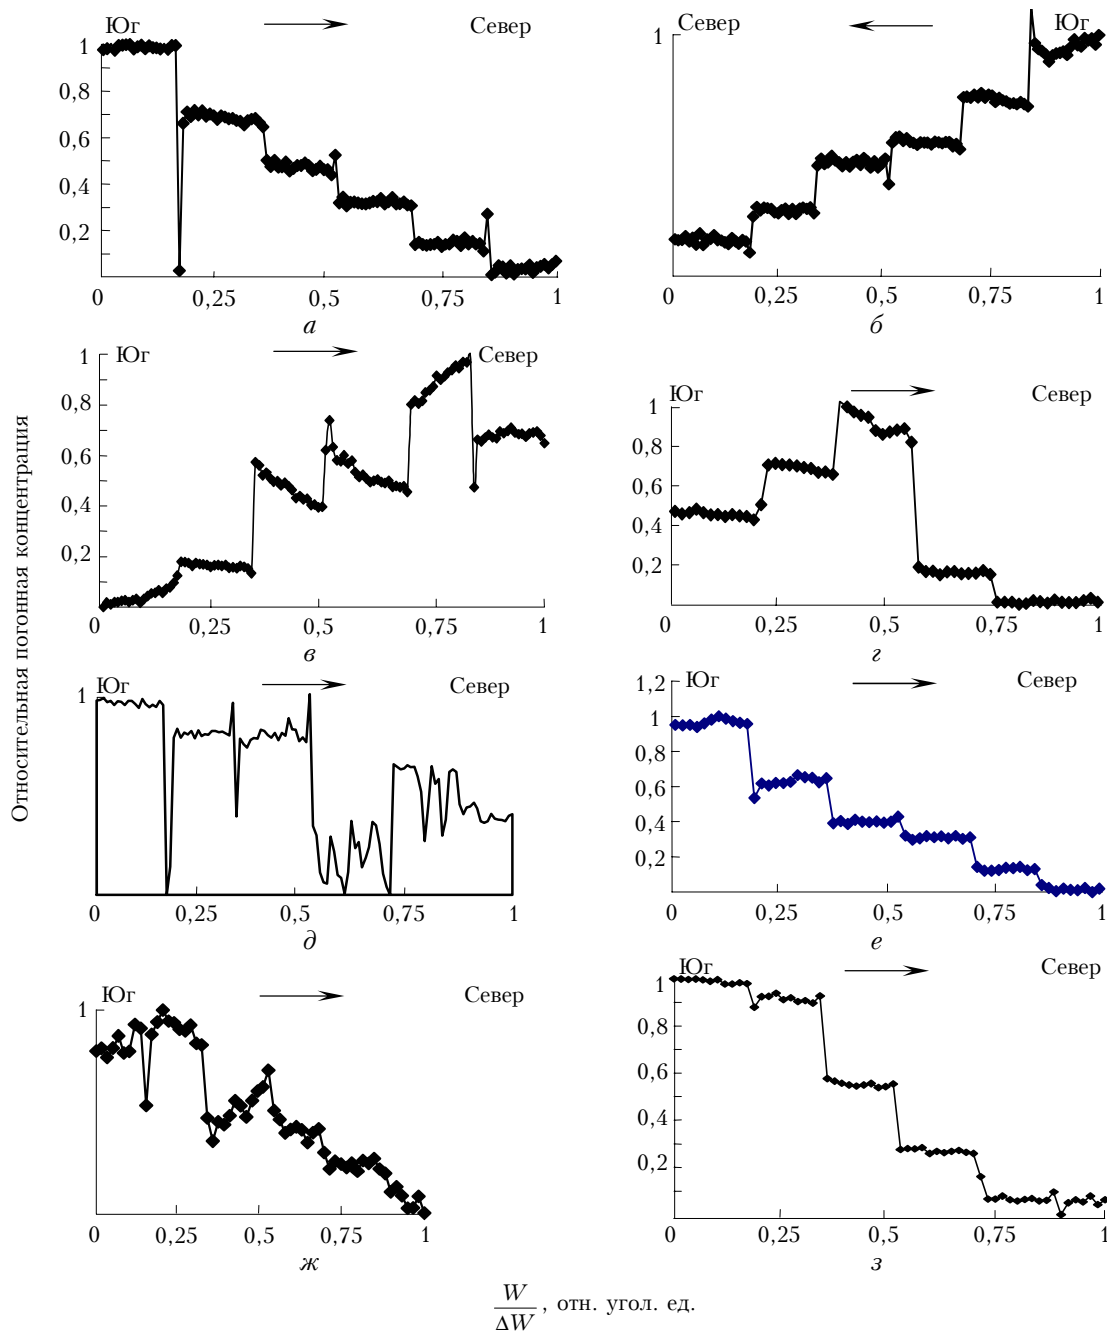 Юг Север
1
0,8
0,6
0,4
0,2
0 0,25 0,5 0,75 1
а
Север Юг
1
0 0,25 0,5 0,75 1
б
Юг Север
1
0,8
0,6
0,4
0,2
0 0,25 0,5 0,75 1
в
Юг Север
1
0,8
0,6
0,4
0,2
0 0,25 0,5 0,75 1
г
Юг Север
1
0 0,25 0,5 0,75 1
д
Юг Север
1,2
1
0,8
0,6
0,4
0,2
0 0,25 0,5 0,75 1
е
Юг Север
1
0 0,25 0,5 0,75 1
ж
Юг Север
1
0,8
0,6
0,4
0,2
0 0,25 0,5 0,75 1
з
Относительная погонная концентрация
W
ΔW , отн. угол. ед.